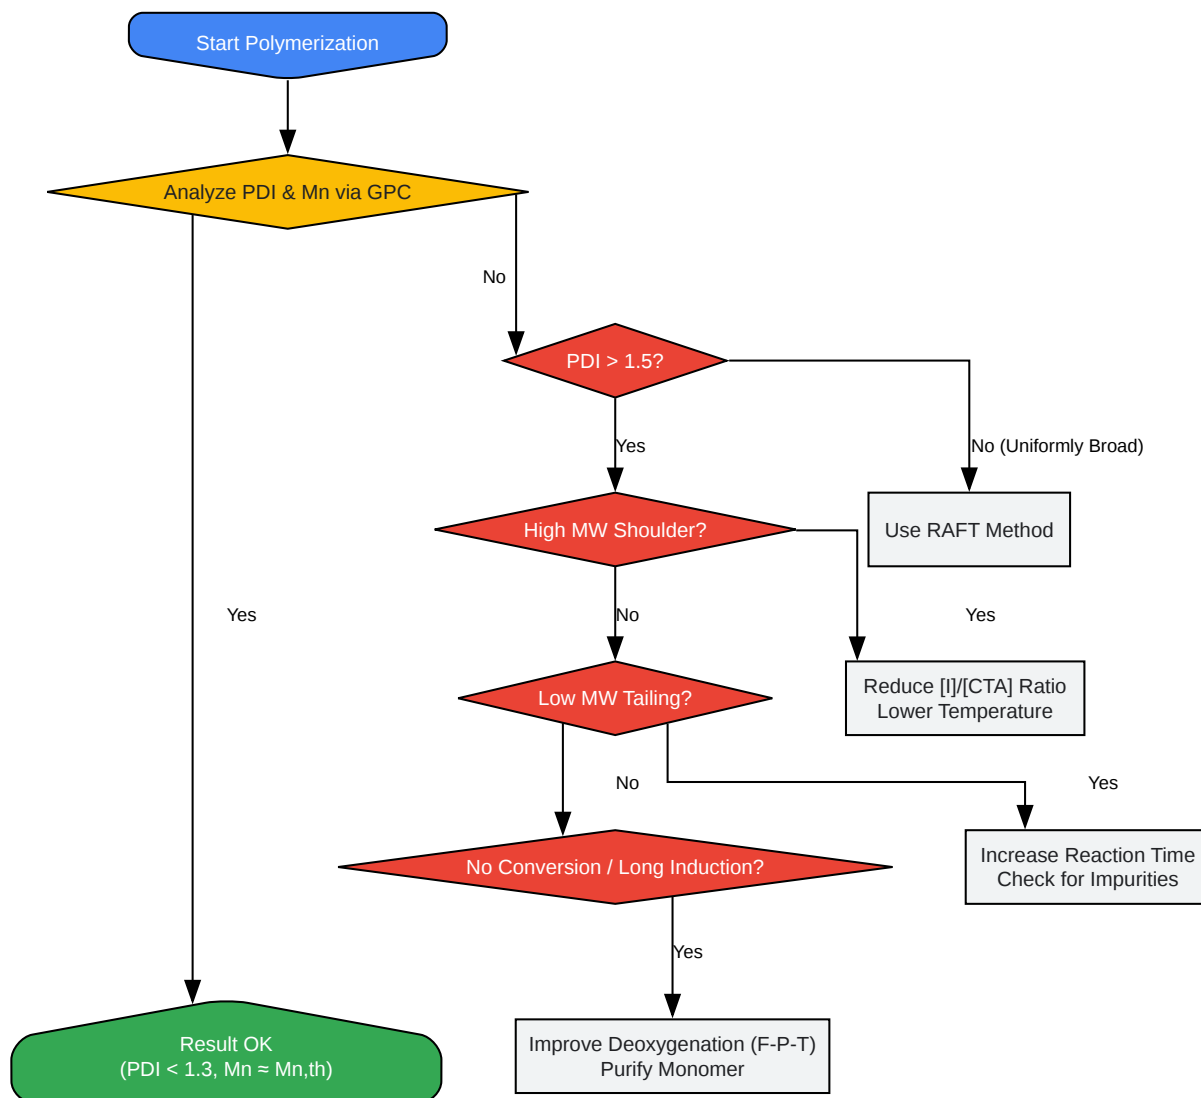 Start Polymerization
Analyze PDI & Mn via GPC
No
PDI > 1.5?
Yes
No (Uniformly Broad)
High MW Shoulder?
Use RAFT Method
Yes
No
Yes
Reduce [I]/[CTA] Ratio
Lower Temperature
Low MW Tailing?
No
Yes
No Conversion / Long Induction?
Increase Reaction Time
Check for Impurities
Yes
Result OK
(PDI < 1.3, Mn ≈ Mn,th)
Improve Deoxygenation (F-P-T)
Purify Monomer